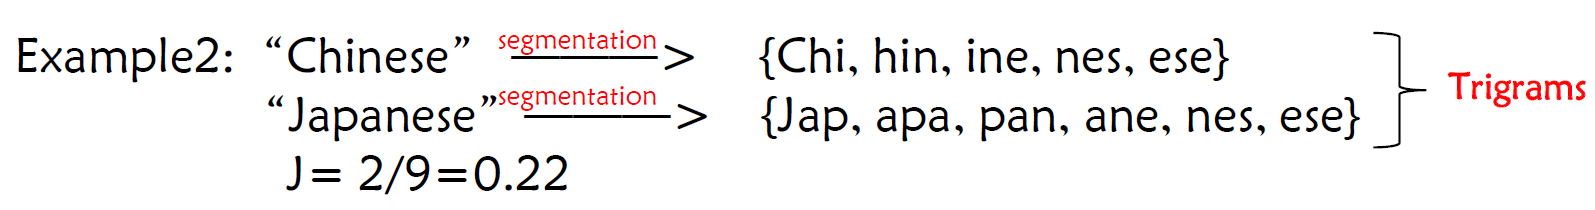 Example2: “Chinese” segmentation > {Chi, hin, ine, nes, ese}
“Japanese” segmentation > {Jap, apa, pan, ane, nes, ese}
Trigrams
J= 2/9=0.22